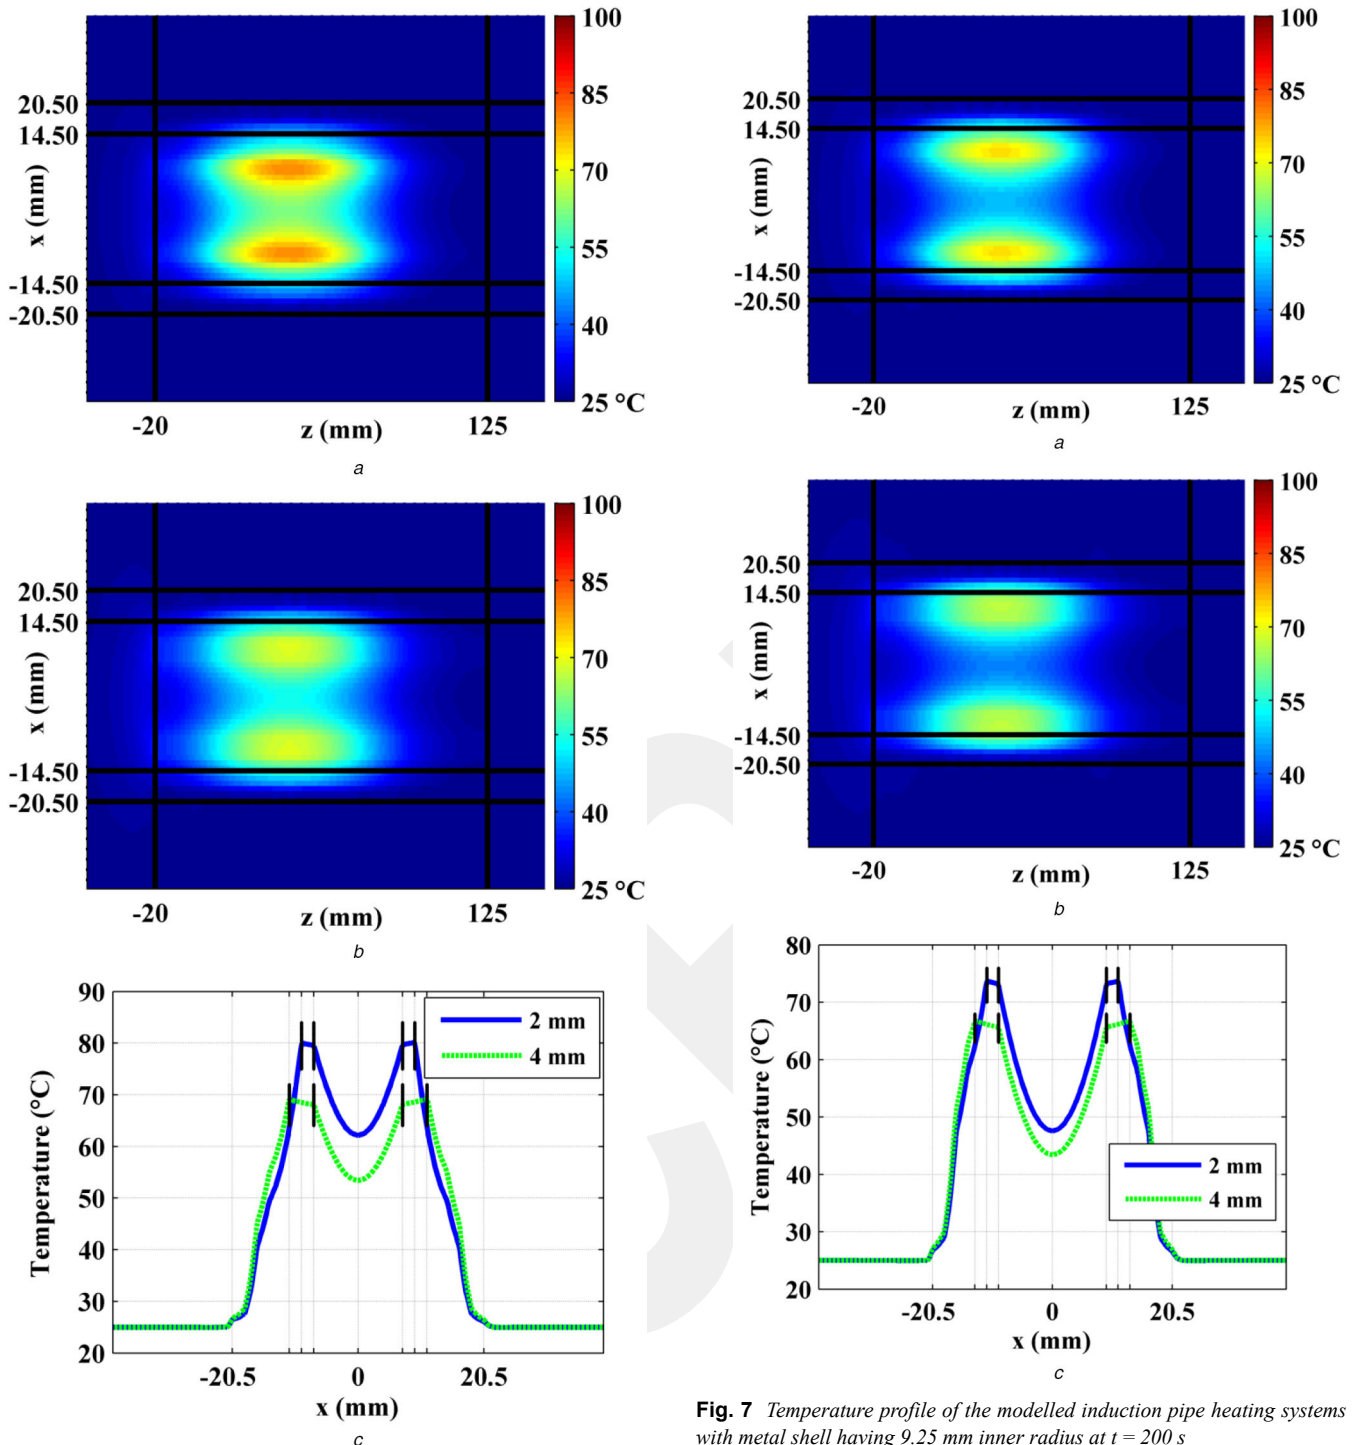 100
85
70
55
40
25 °C
20.50
14.50
-14.50
-20.50
x (mm)
-20
125
z (mm)
a
100
85
70
55
40
25 °C
20.50
14.50
-14.50
-20.50
x (mm)
-20
125
z (mm)
b
90
80
70
60
50
40
30
20
Temperature (°C)
2 mm
4 mm
-20.5
0
20.5
x (mm)
c
100
85
70
55
40
25 °C
20.50
14.50
-14.50
-20.50
x (mm)
-20
125
z (mm)
a
100
85
70
55
40
25 °C
20.50
14.50
-14.50
-20.50
x (mm)
-20
125
z (mm)
b
80
70
60
50
40
30
20
Temperature (°C)
2 mm
4 mm
-20.5
0
20.5
x (mm)
c
Fig. 7 Temperature profile of the modelled induction pipe heating systems
with metal shell having 9.25 mm inner radius at t = 200 s